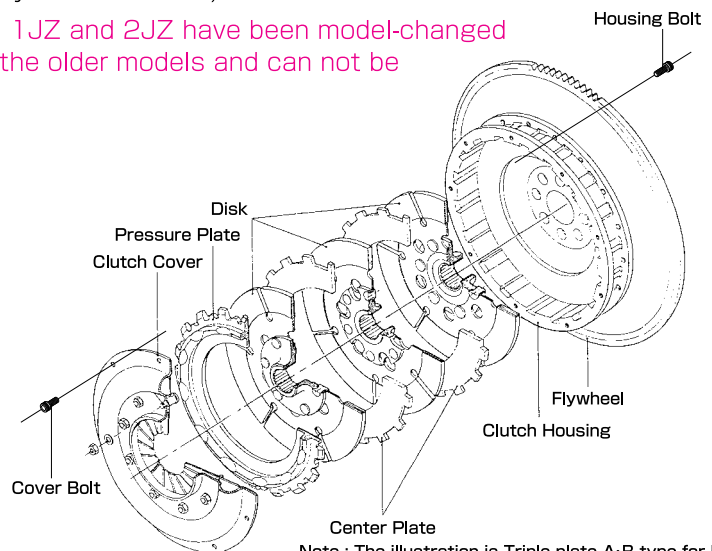 Housing Bolt
1JZ and 2JZ have been model-changed
the older models and can not be
Disk
Pressure Plate
Clutch Cover
Flywheel
Clutch Housing
Cover Bolt
Center Plate
Note : The illustration is Triple plate A·B type for